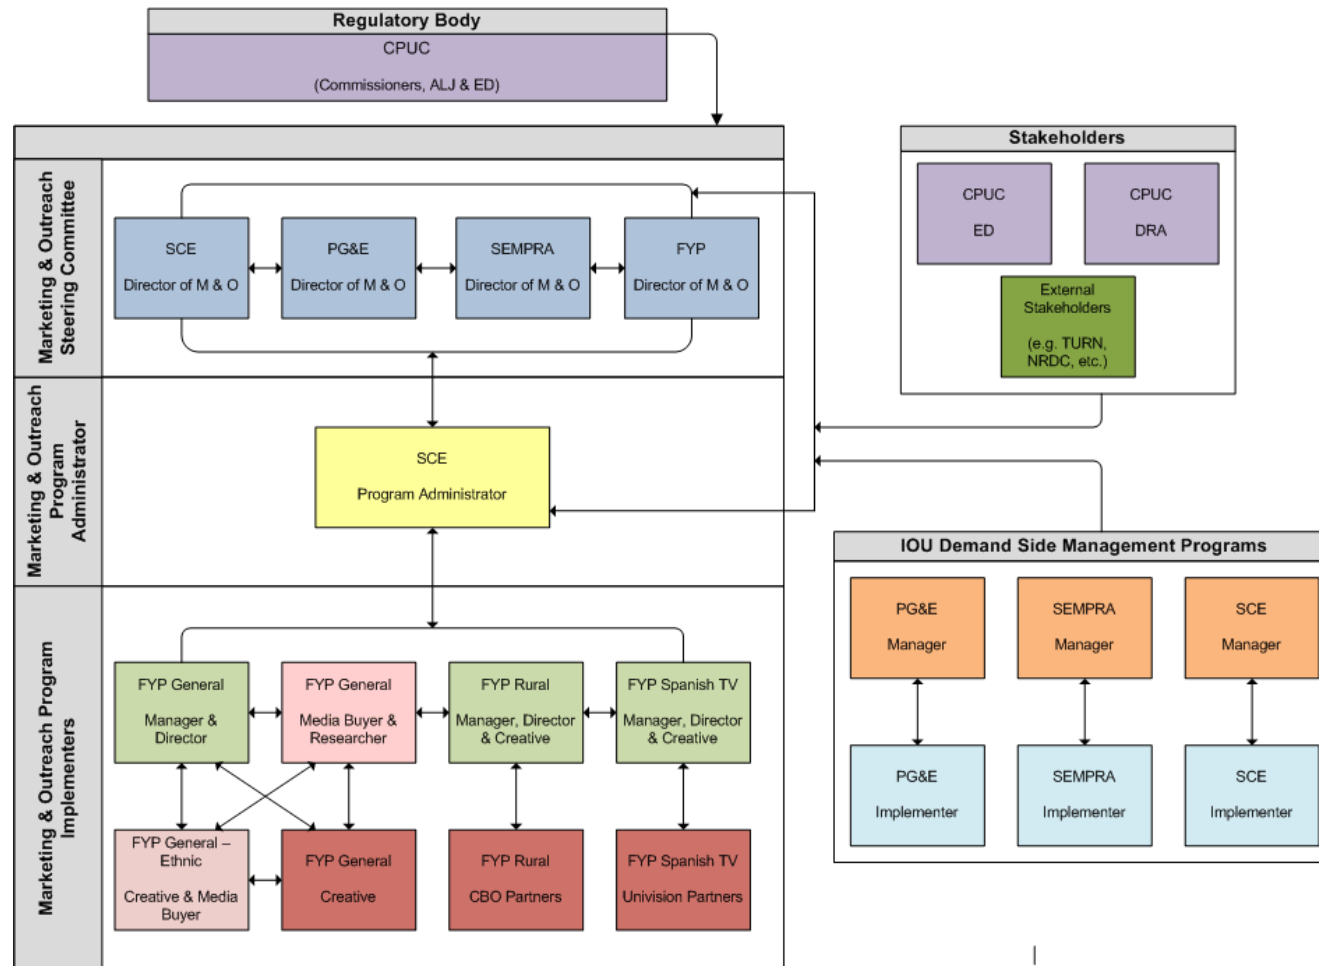 Regulatory Body
CPUC
(Commissioners, ALJ & ED)
Marketing & Outreach
Steering Committee
SCE
Director of M & O
PG&E
Director of M & O
SEMPRA
Director of M & O
FYP
Director of M & O
Marketing & Outreach
Program
Administrator
SCE
Program Administrator
Marketing & Outreach Program
Implementers
FYP General
Manager &
Director
FYP General
Media Buyer &
Researcher
FYP Rural
Manager, Director
& Creative
FYP Spanish TV
Manager, Director
& Creative
FYP General –
Ethnic
Creative & Media
Buyer
FYP General
Creative
FYP Rural
CBO Partners
FYP Spanish TV
Univision Partners
Stakeholders
CPUC
ED
CPUC
DRA
External
Stakeholders
(e.g. TURN,
NRDC, etc.)
IOU Demand Side Management Programs
PG&E
Manager
SEMPRA
Manager
SCE
Manager
PG&E
Implementer
SEMPRA
Implementer
SCE
Implementer